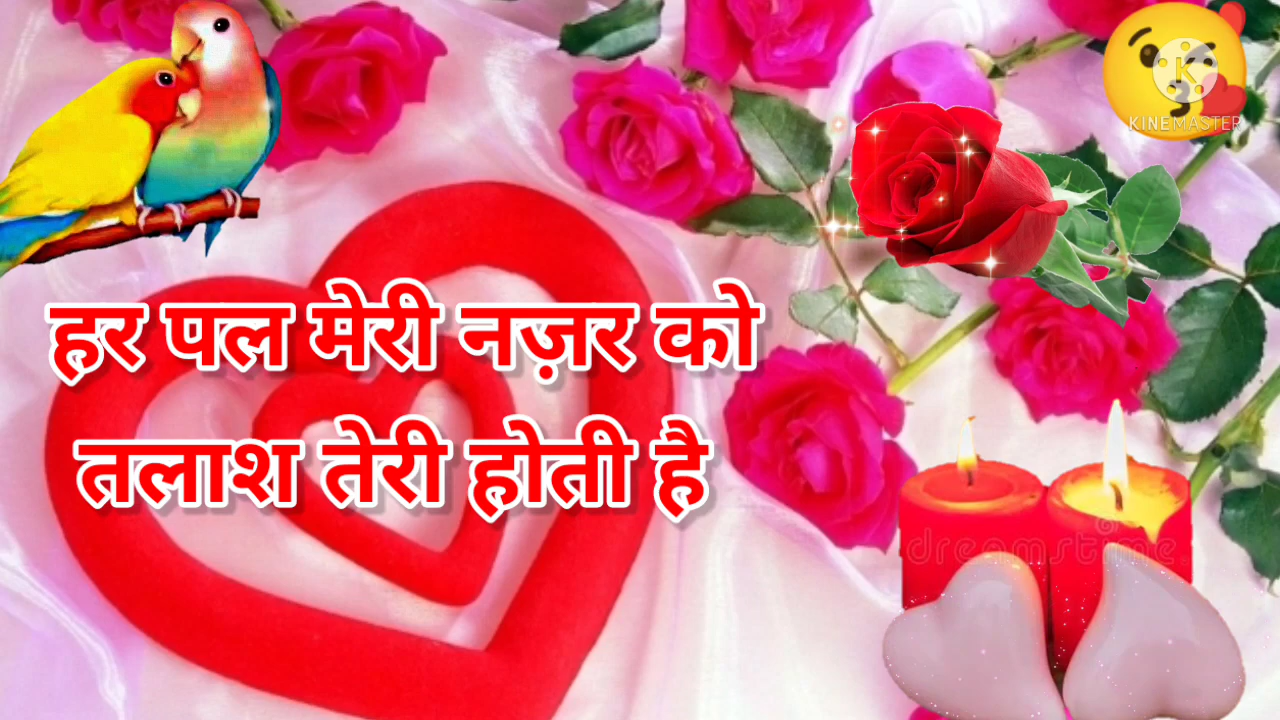 KINEMASTER
हर पल मेरी नज़र को
तलाश तेरी होती है
dreamstime